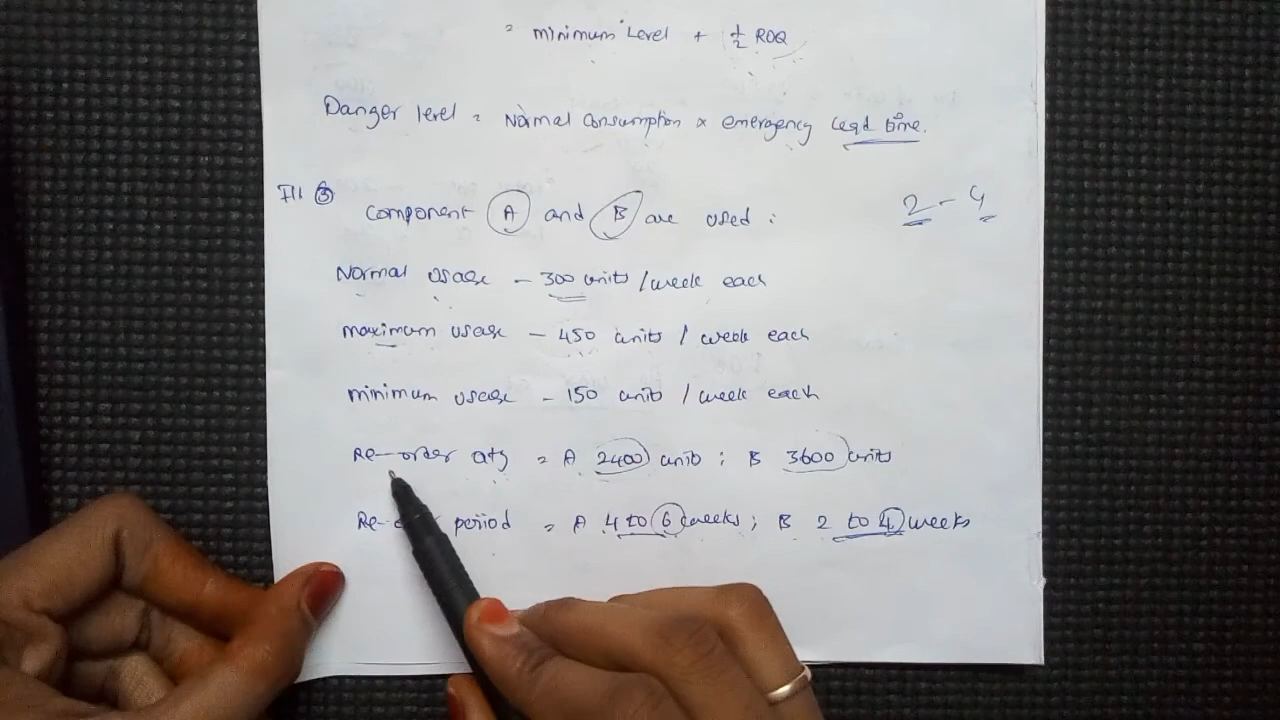 = minimum Level + 1/2 ROQ
Danger level = Normal Consumption x emergency lead time.
Ill ③ Component A and B are used : 2 - 4
Normal usage - 300 units / week each
maximum usage - 450 units / week each
minimum usage - 150 units / week each
Re-order qty = A 2400 units ; B 3600 units
Re- period = A 4 to 6 weeks ; B 2 to 4 weeks